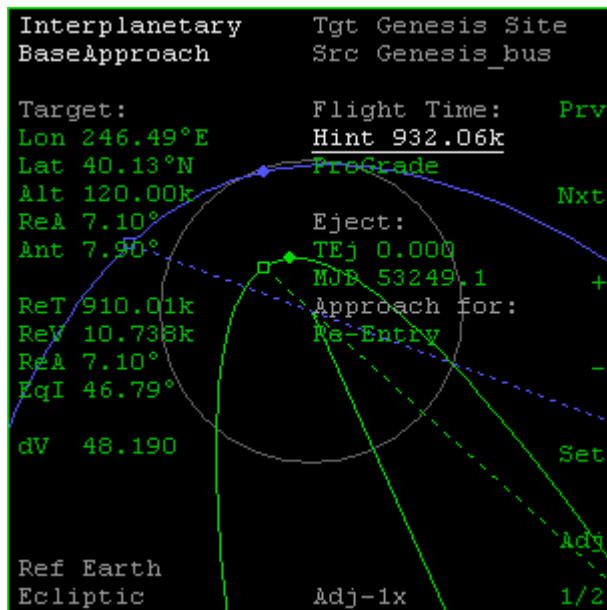 Interplanetary Tgt Genesis Site
BaseApproach Src Genesis_bus
Target: Flight Time: Prv
Lon 246.49°E Hint 932.06k
Lat 40.13°N ProGrade
Alt 120.00k Nxt
ReA 7.10° Eject:
Ant 7.90° TEj 0.000
MJD 53249.1 +
ReT 910.01k Approach for:
ReV 10.738k Re-Entry
ReA 7.10° -
EqI 46.79°
dV 48.190 Set
Adj
Ref Earth
Ecliptic Adj-1x 1/2